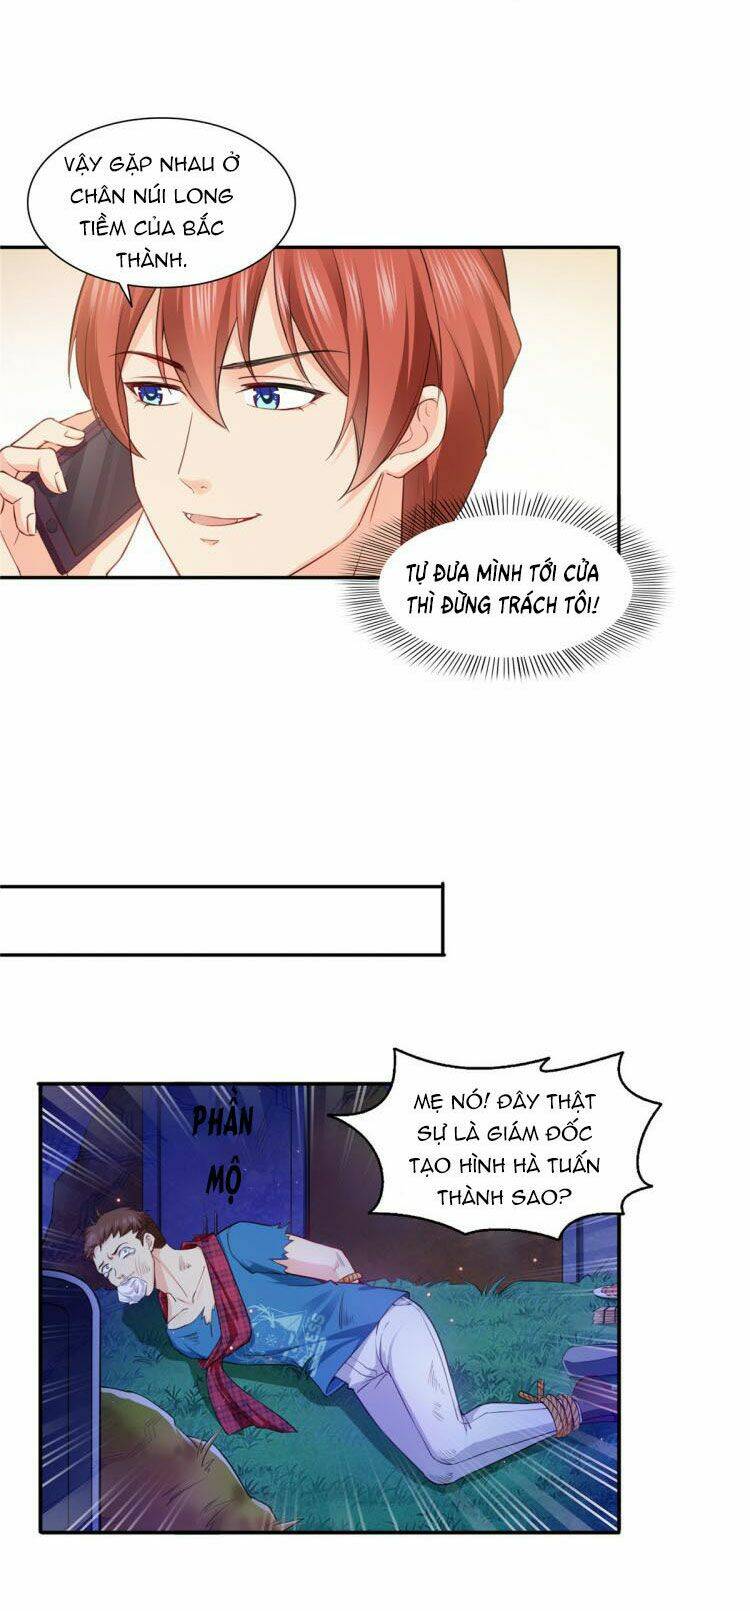 VẬY GẶP NHAU Ở
CHÂN NÚI LONG
TIỀM CỦA BẮC
THÀNH.
TỰ ĐƯA MÌNH TỚI CỬA
THÌ ĐỪNG TRÁCH TÔI!
MẸ NÓ! ĐÂY THẬT
SỰ LÀ GIÁM ĐỐC
TẠO HÌNH HÀ TUẤN
THÀNH SAO?
PHẦN
MỘ